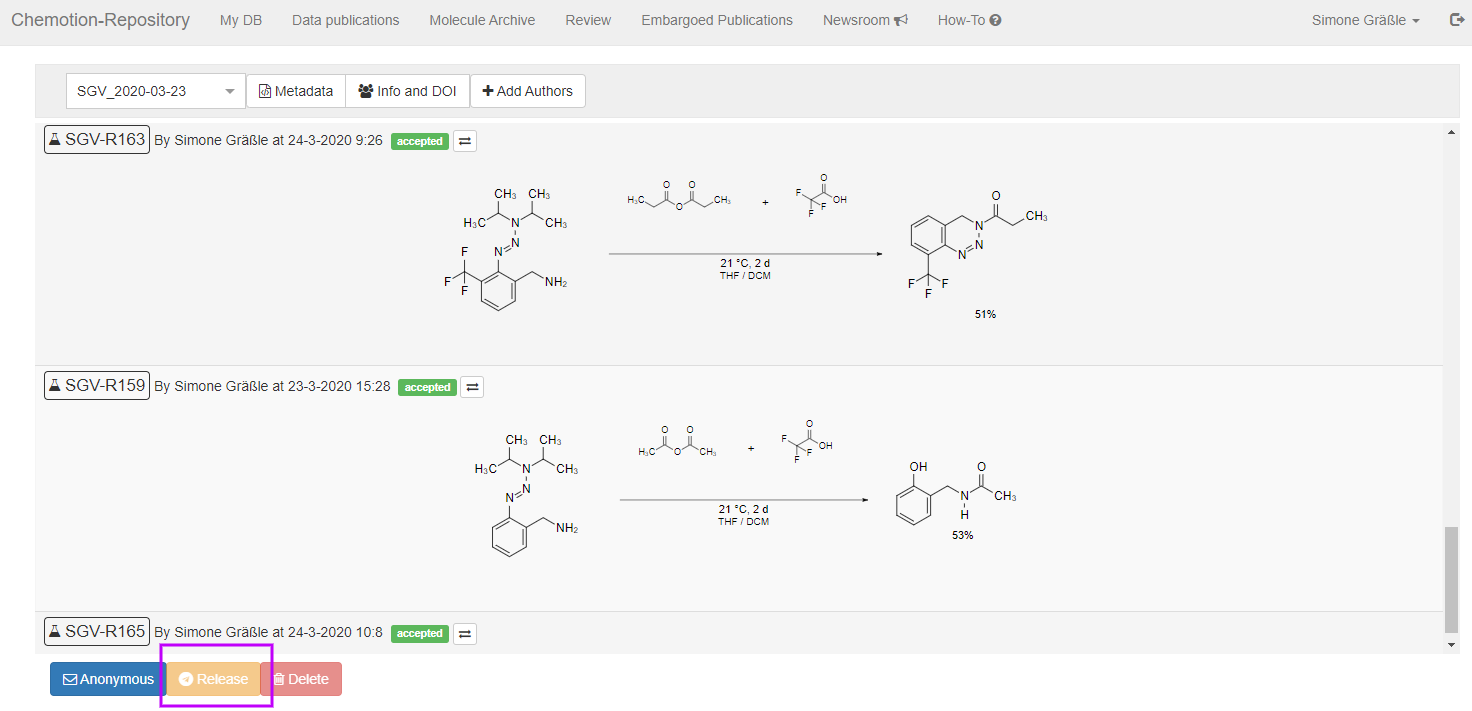 Chemotion-Repository My DB Data publications Molecule Archive Review Embargoed Publications Newsroom How-To Simone Gräßle
SGV_2020-03-23 Metadata Info and DOI Add Authors
SGV-R163 By Simone Gräßle at 24-3-2020 9:26 accepted
CH₃ CH₃
H₃C N CH₃
N
N
F
F
F
NH₂
O O
H₃C O CH₃
+
O
F OH
F F
21 °C, 2 d
THF / DCM
O
N CH₃
N
N
F F
F
51%
SGV-R159 By Simone Gräßle at 23-3-2020 15:28 accepted
CH₃ CH₃
H₃C N CH₃
N
N
NH₂
O O
H₃C O CH₃
+
O
F OH
F F
21 °C, 2 d
THF / DCM
OH O
N CH₃
H
53%
SGV-R165 By Simone Gräßle at 24-3-2020 10:8 accepted
Anonymous Release Delete